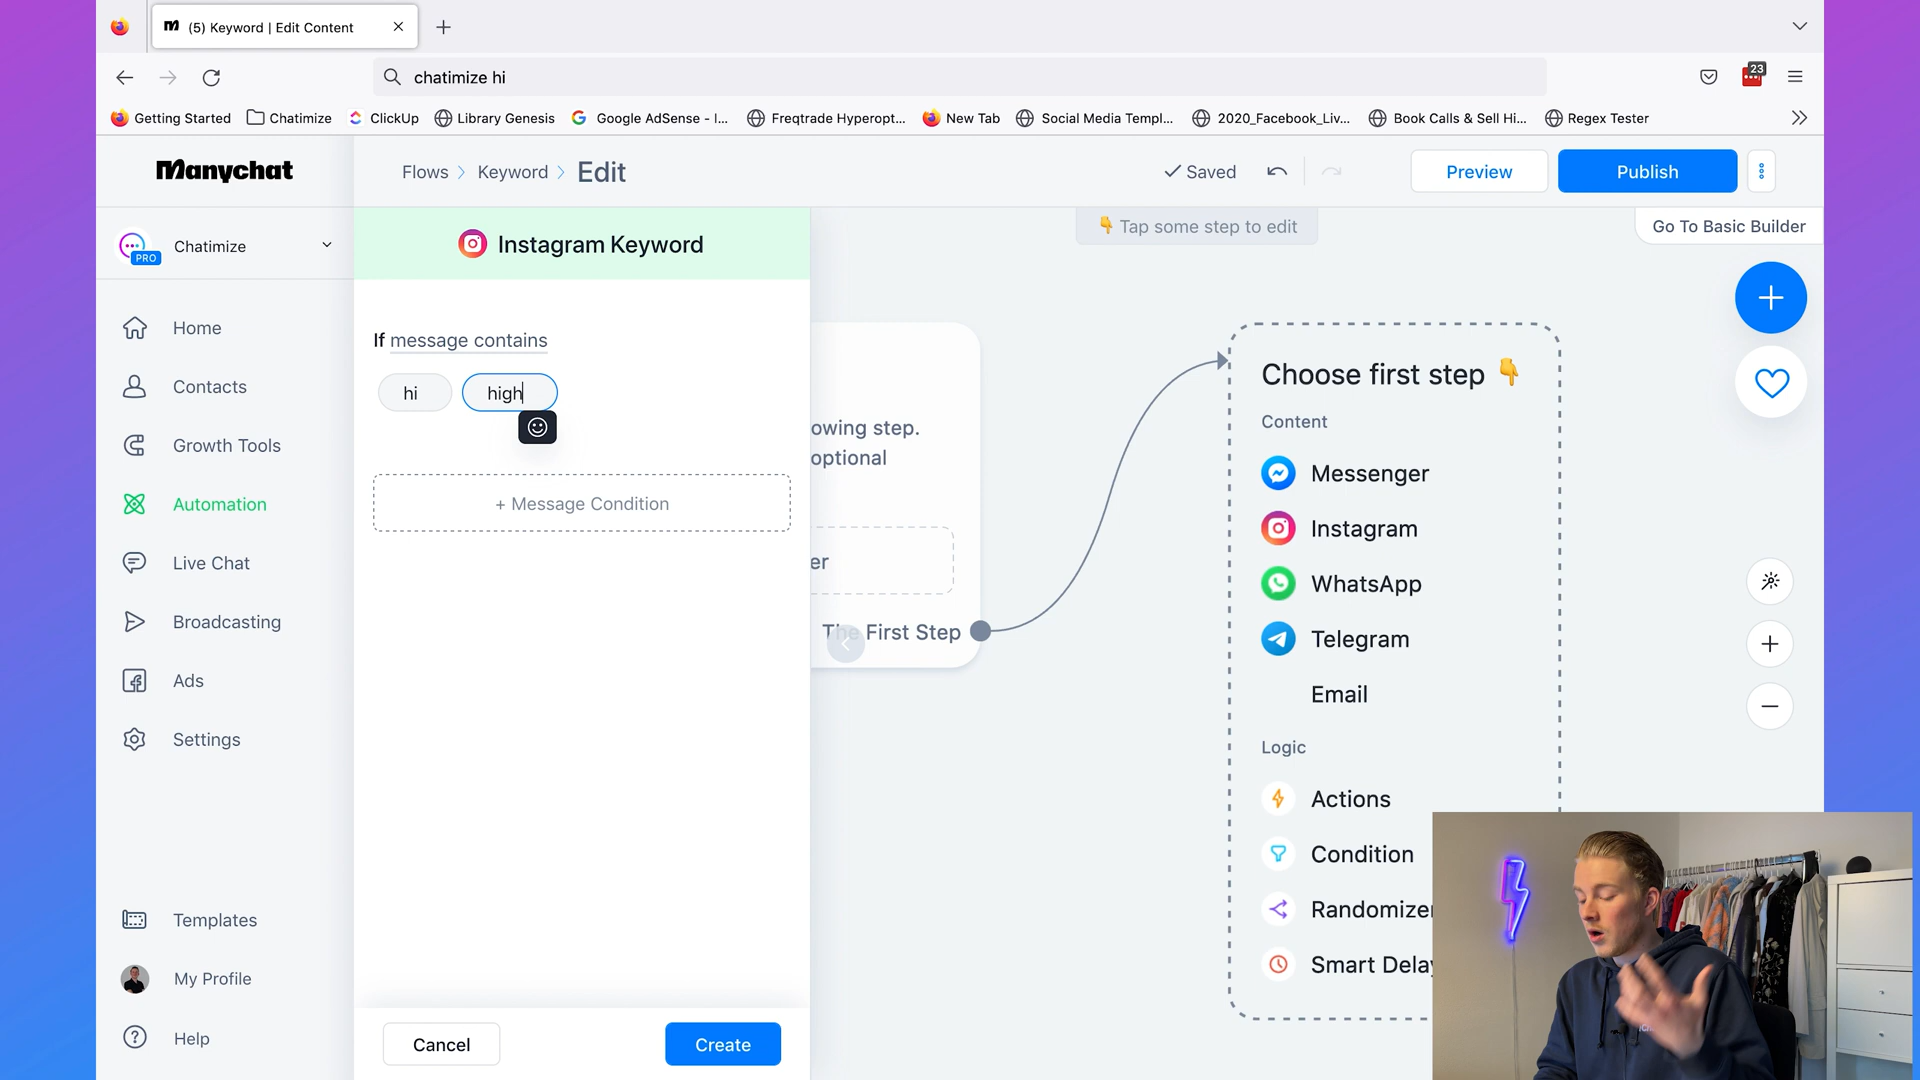 (5) Keyword | Edit Content
chatimize hi
23
Getting Started
Chatimize
ClickUp
Library Genesis
Google AdSense - I...
Freqtrade Hyperopt...
New Tab
Social Media Templ...
2020_Facebook_Liv...
Book Calls & Sell Hi...
Regex Tester
Manychat
Flows > Keyword > Edit
Saved
Preview
Publish
PRO
Chatimize
Home
Contacts
Growth Tools
Automation
Live Chat
Broadcasting
Ads
Settings
Templates
My Profile
Help
Instagram Keyword
If message contains
hi
high
+ Message Condition
Cancel
Create
👇 Tap some step to edit
Go To Basic Builder
owing step.
optional
er
The First Step
Choose first step 👇
Content
Messenger
Instagram
WhatsApp
Telegram
Email
Logic
Actions
Condition
Randomizer
Smart Delay